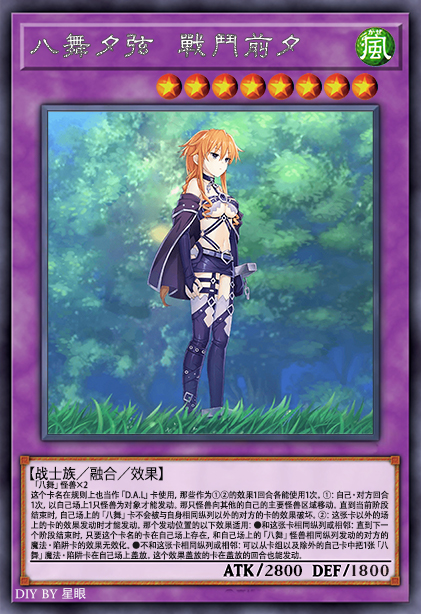 八舞夕弦 戰鬥前夕
風
かぜ
【战士族／融合／效果】
「八舞」怪兽×2
这个卡名在规则上也当作「D.A.L」卡使用，那些作为①②的效果1回合各能使用1次。①：自己·对方回合
1次，以自己场上1只怪兽为对象才能发动，那只怪兽向其他的自己的主要怪兽区域移动，直到当前阶段
结束时，自己场上的「八舞」卡不会被与自身相同纵列以外的对方的卡的效果破坏。②：这张卡以外的场
上的卡的效果发动时才能发动，那个发动位置的以下效果适用：●和这张卡相同纵列或相邻：直到下一
个阶段结束时，只要这个卡名的卡在自己场上存在，和自己场上的「八舞」怪兽相同纵列发动的对方的
魔法·陷阱卡的效果无效化。●不和这张卡相同纵列或相邻：可以从卡组以及除外的自己卡中把1张「八
舞」魔法·陷阱卡在自己场上盖放，这个效果盖放的卡在盖放的回合也能发动。
ATK/2800 DEF/1800
DIY BY 星眼